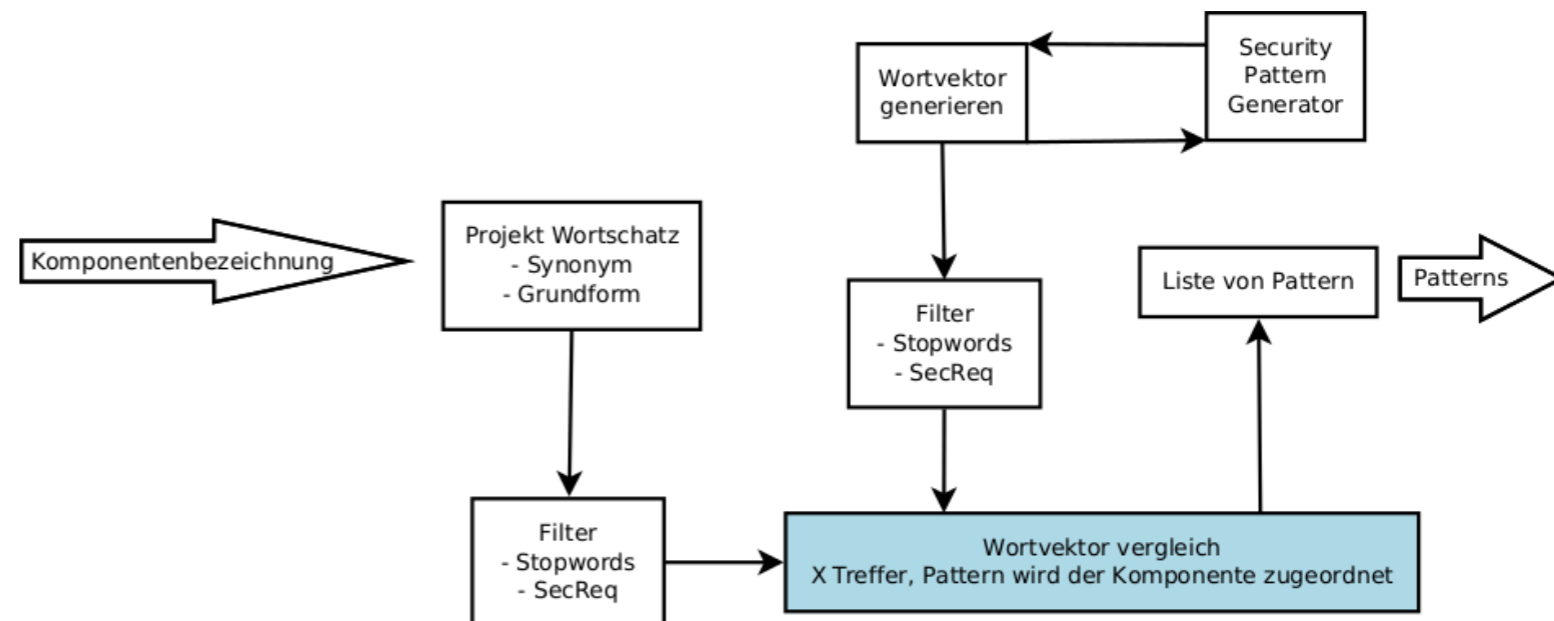 Wortvektor
generieren
Security
Pattern
Generator
Komponentenbezeichnung
Projekt Wortschatz
- Synonym
- Grundform
Filter
- Stopwords
- SecReq
Liste von Pattern
Patterns
Filter
- Stopwords
- SecReq
Wortvektor vergleich
X Treffer, Pattern wird der Komponente zugeordnet